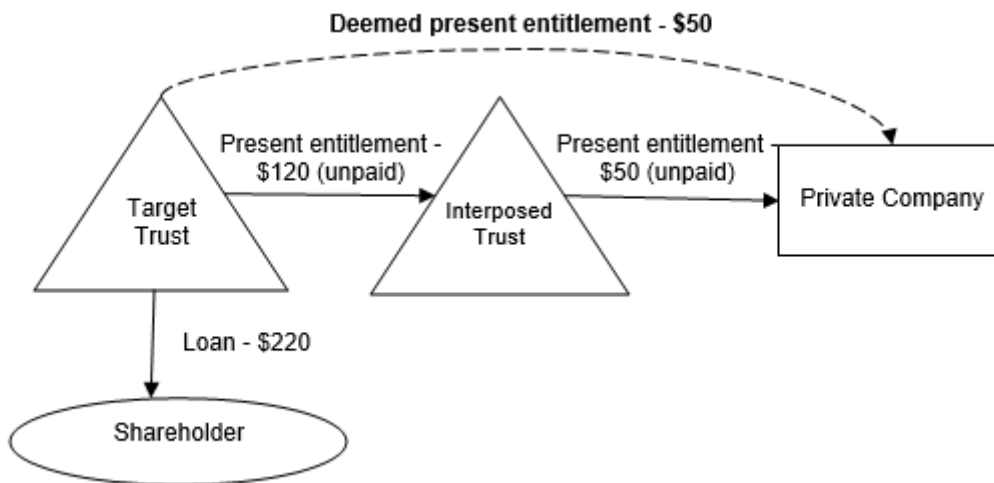 Deemed present entitlement - $50
Present entitlement -
$120 (unpaid)
Present entitlement -
$50 (unpaid)
Target
Trust
Interposed
Trust
Private Company
Loan - $220
Shareholder